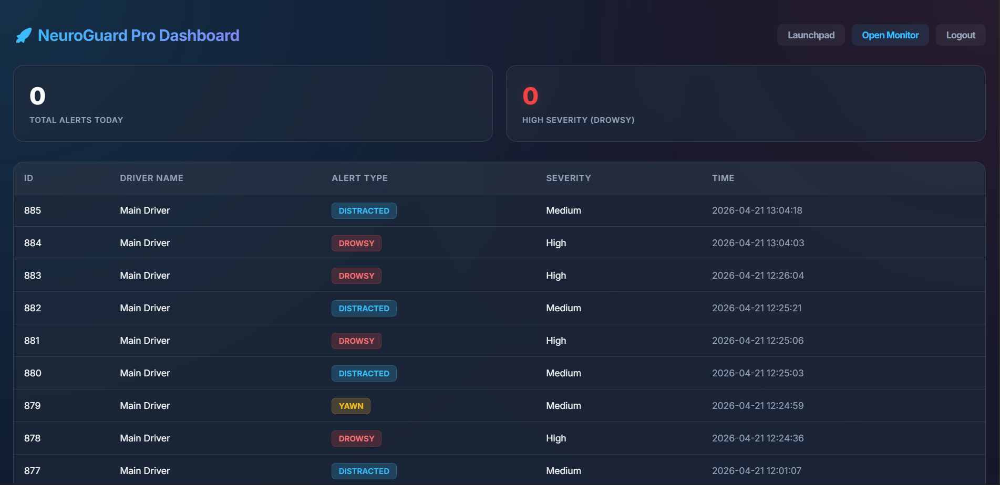 NeuroGuard Pro Dashboard
Launchpad Open Monitor Logout
0
TOTAL ALERTS TODAY
0
HIGH SEVERITY (DROWSY)
ID DRIVER NAME ALERT TYPE SEVERITY TIME
885 Main Driver DISTRACTED Medium 2026-04-21 13:04:18
884 Main Driver DROWSY High 2026-04-21 13:04:03
883 Main Driver DROWSY High 2026-04-21 12:26:04
882 Main Driver DISTRACTED Medium 2026-04-21 12:25:21
881 Main Driver DROWSY High 2026-04-21 12:25:06
880 Main Driver DISTRACTED Medium 2026-04-21 12:25:03
879 Main Driver YAWN Medium 2026-04-21 12:24:59
878 Main Driver DROWSY High 2026-04-21 12:24:36
877 Main Driver DISTRACTED Medium 2026-04-21 12:01:07